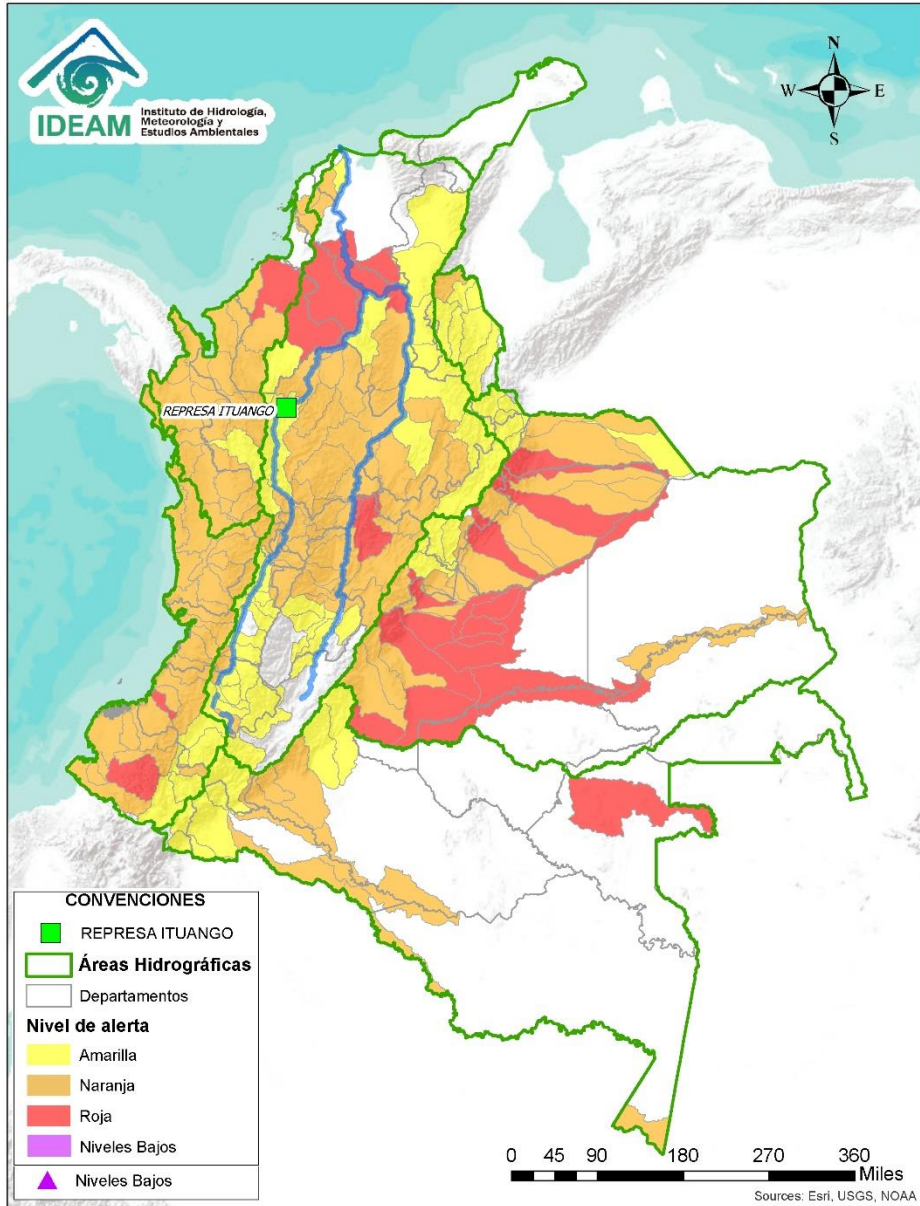 IDEAM
Instituto de Hidrología,
Meteorología y
Estudios Ambientales
N
W
E
S
REPRESA ITUANGO
CONVENCIONES
REPRESA ITUANGO
Áreas Hidrográficas
Departamentos
Nivel de alerta
Amarilla
Naranja
Roja
Niveles Bajos
Niveles Bajos
0 45 90 180 270 360
Miles
Sources: Esri, USGS, NOAA